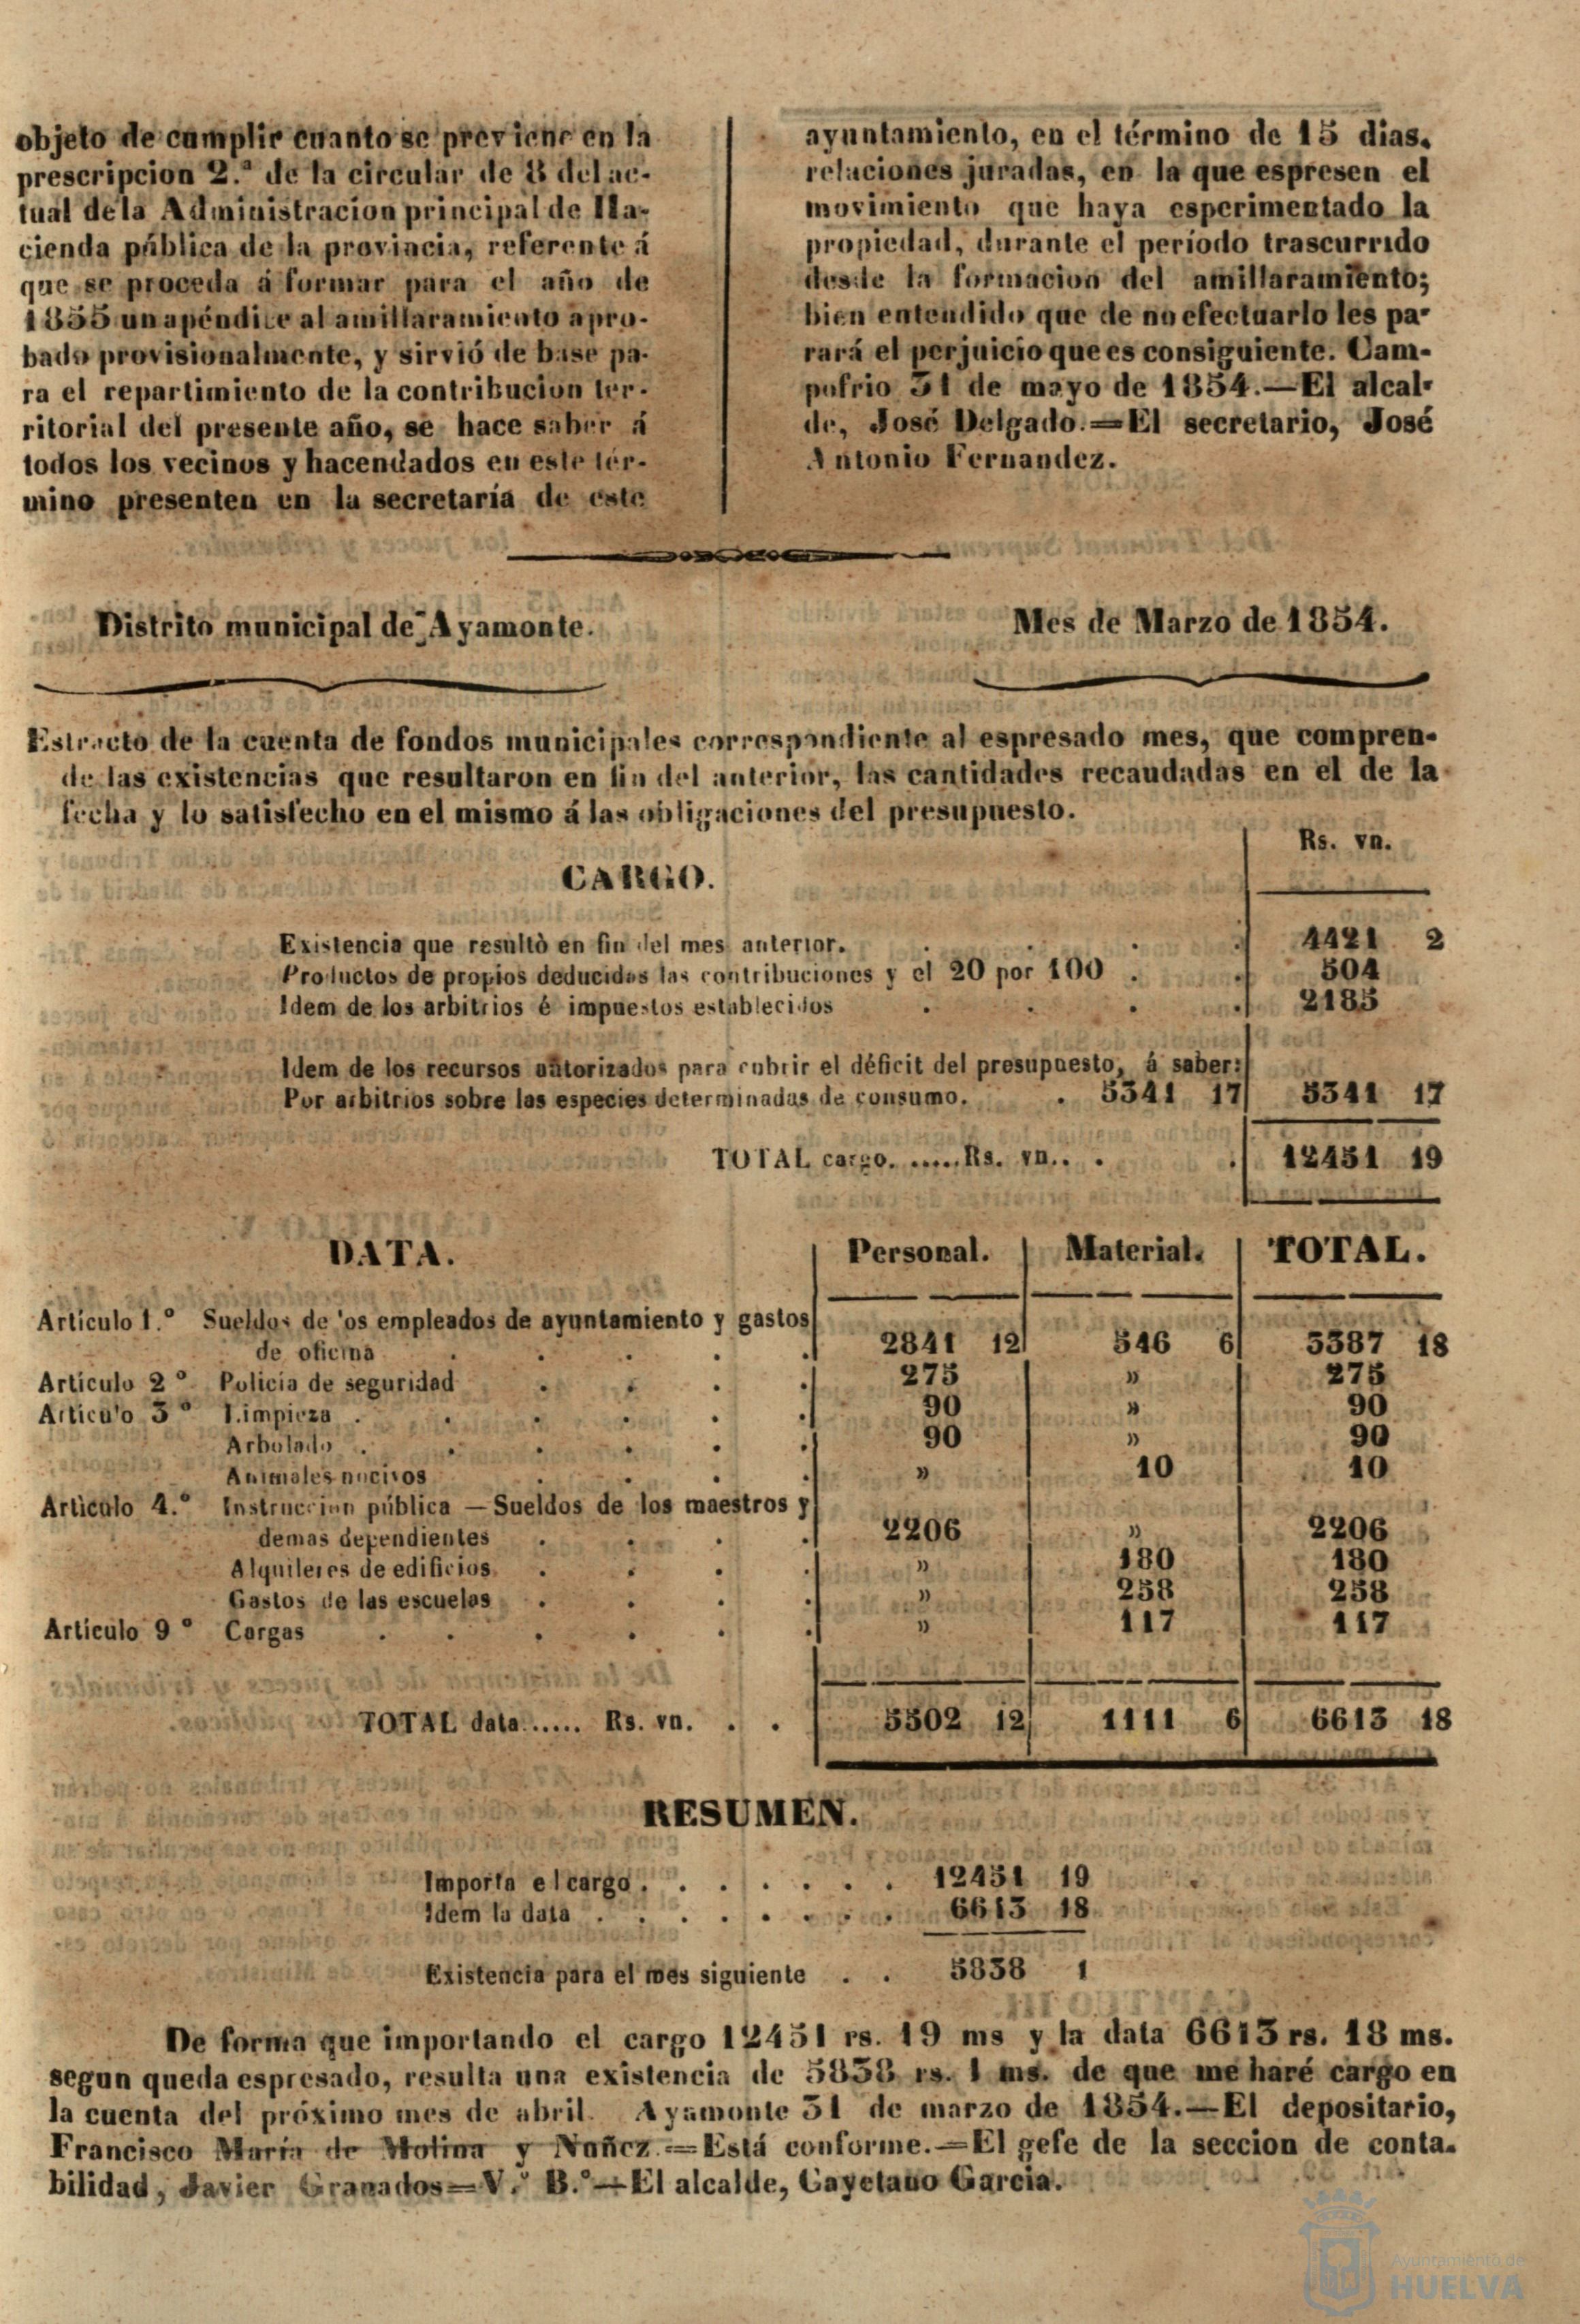 objeto de cumplir cuanto se previene en la
prescripcion 2.ª de la circular de 8 del ac-
tual dela Administracion principal de Ha-
cienda pública de la provincia, referente á
que se proceda á formar para el año de
1855 un apéndice al amillaramiento apro-
bado provisionalmente, y sirvió de base pa-
ra el repartimiento de la contribucion ter-
ritorial del presente año, se hace saber á
todos los vecinos y hacendados en este tér-
mino presenten en la secretaría de este
ayuntamiento, en el término de 15 dias,
relaciones juradas, en la que espresen el
movimiento que haya esperimentado la
propiedad, durante el período trascurrido
desde la formacion del amillaramiento;
bien entendido que de no efectuarlo les pa-
rará el perjuicio que es consiguiente. Cam-
pofrio 31 de mayo de 1854.—El alcal-
de, José Delgado.=El secretario, José
Antonio Fernandez.
Distrito municipal de Ayamonte.
Mes de Marzo de 1854.
Estracto de la cuenta de fondos municipales correspondiente al espresado mes, que compren-
de las existencias que resultaron en fin del anterior, las cantidades recaudadas en el de la
fecha y lo satisfecho en el mismo á las obligaciones del presupuesto.
Rs. vn.
CARGO.
Existencia que resultò en fin del mes anterior. . . . . 4421 2
Productos de propios deducidas las contribuciones y el 20 por 100 . . 504
Idem de los arbitrios é impuestos establecidos . . . . 2185
Idem de los recursos autorizados para cubrir el déficit del presupuesto, á saber:
Por arbitrios sobre las especies determinadas de consumo. . 5341 17 5341 17
TOTAL cargo. .....Rs. vn.. . . 12451 19
DATA. Personal. Material. TOTAL.
Artículo 1.º Sueldos de los empleados de ayuntamiento y gastos
de oficina . . . . . 2841 12 546 6 3387 18
Artículo 2º Policia de seguridad . . . . 275 » 275
Artículo 3º Limpieza . . . . . . 90 » 90
Arbolado . . . . . . 90 » 90
Animales nocivos . . . . » 10 10
Artìculo 4.º Instruccion pública — Sueldos de los maestros y
demas dependientes . . . . 2206 » 2206
Alquileres de edificios. . . . . » 180 180
Gastos de las escuelas . . . . » 258 258
Artículo 9º Cargas . . . . . . » 117 117
TOTAL data...... Rs. vn. . . 5502 12 1111 6 6613 18
RESUMEN.
Importa el cargo . . . . . . . 12451 19
Idem la data . . . . . . . . 6613 18
Existencia para el mes siguiente . . 5838 1
De forma que importando el cargo 12451 rs. 19 ms y la data 6613 rs. 18 ms.
segun queda espresado, resulta una existencia de 5838 rs. 1 ms. de que me haré cargo en
la cuenta del próximo mes de abril. Ayamonte 31 de marzo de 1854.—El depositario,
Francisco María de Molina y Nuñez.=Está conforme.—El gefe de la seccion de conta-
bilidad, Javier Granados=V.º B.º—El alcalde, Cayetano García.
Ayuntamiento de
HUELVA